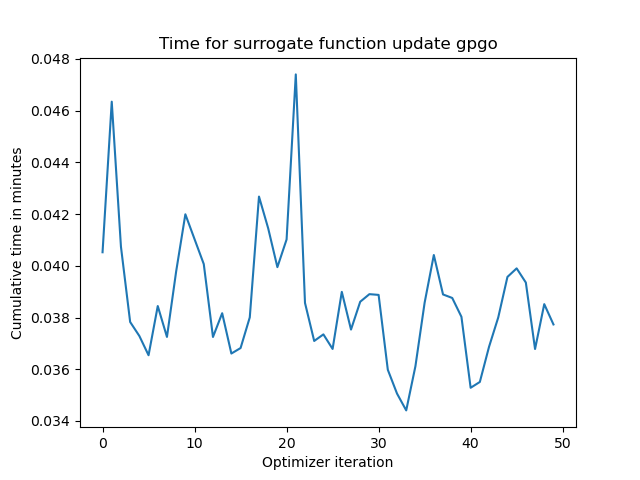 Time for surrogate function update gpgo
0.048
0.046
0.044
0.042
0.040
0.038
0.036
0.034
Cumulative time in minutes
0 10 20 30 40 50
Optimizer iteration